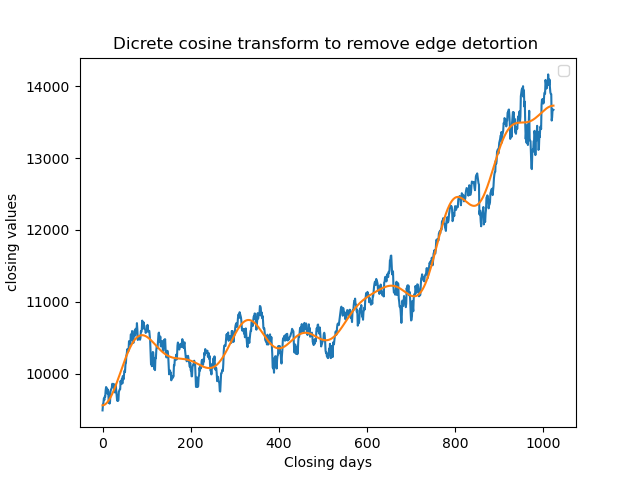 Dicrete cosine transform to remove edge detortion
14000
13000
12000
11000
10000
closing values
0 200 400 600 800 1000
Closing days